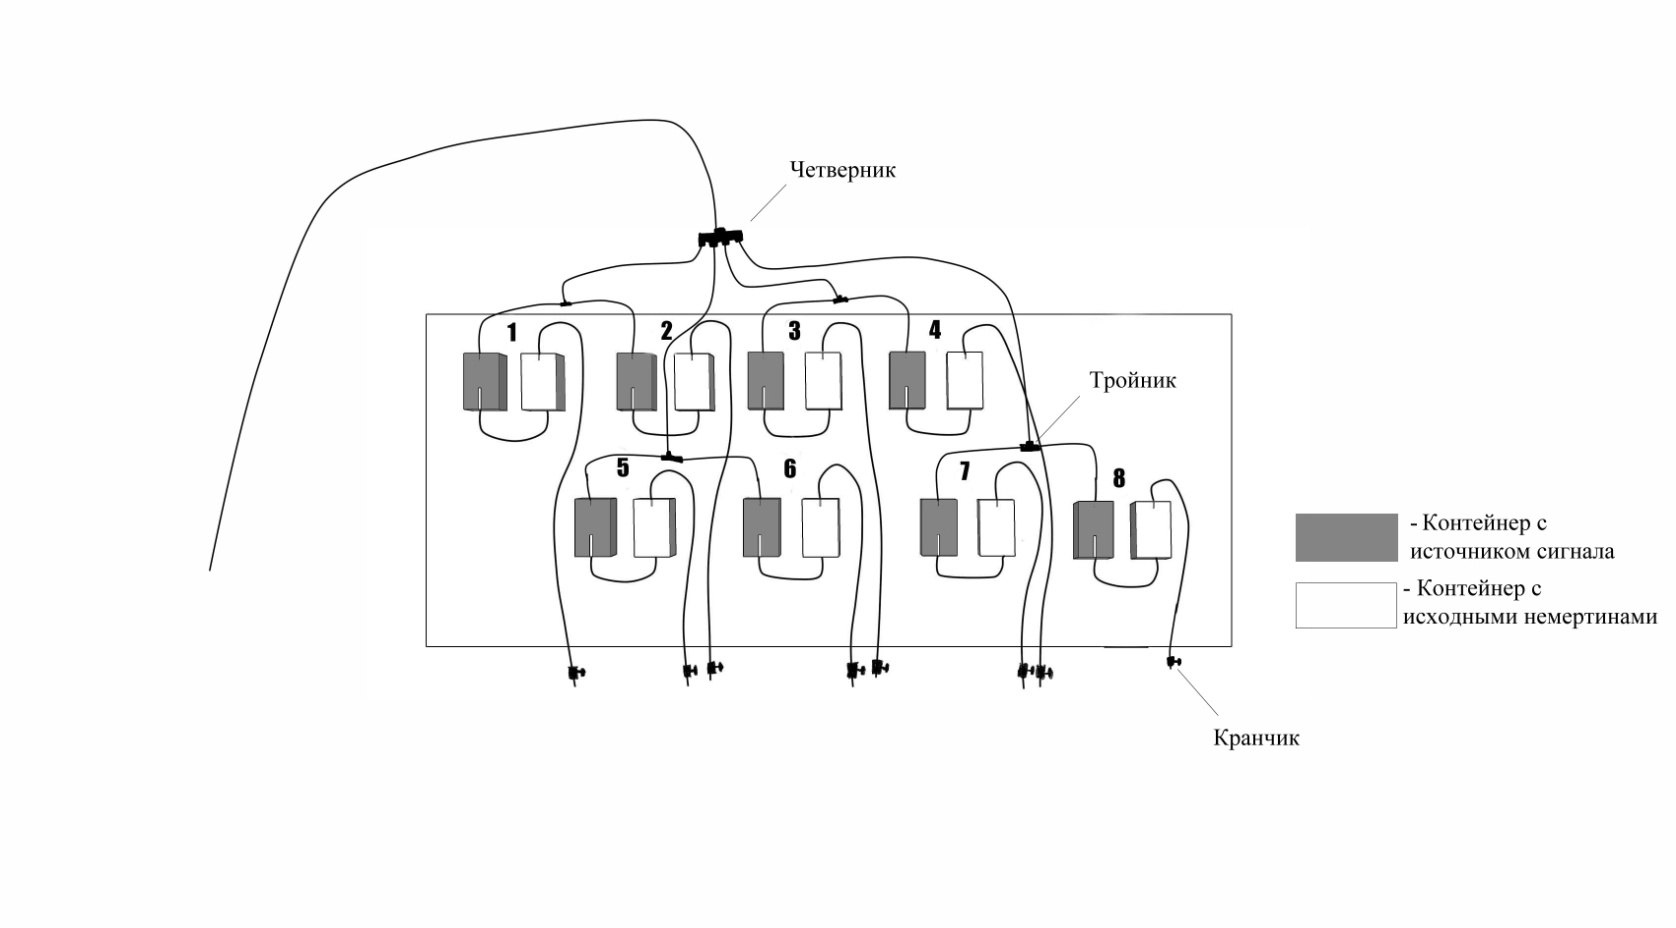 Четверник
1
2
3
4
Тройник
5
6
7
8
- Контейнер с
источником сигнала
- Контейнер с
исходными немертинами
Кранчик